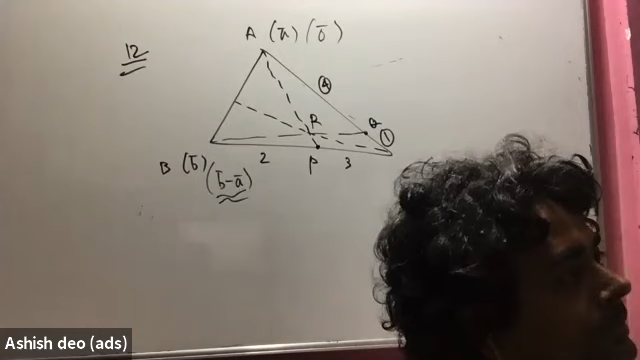 A (a̅) (o̅)
12
④
R
Q
①
B (b̅)
2
P
3
(b̅-a̅)
Ashish deo (ads)